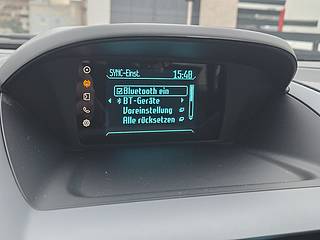 SYNC-Einst. 15:40
Bluetooth ein
BT-Geräte
Voreinstellung
Alle rücksetzen